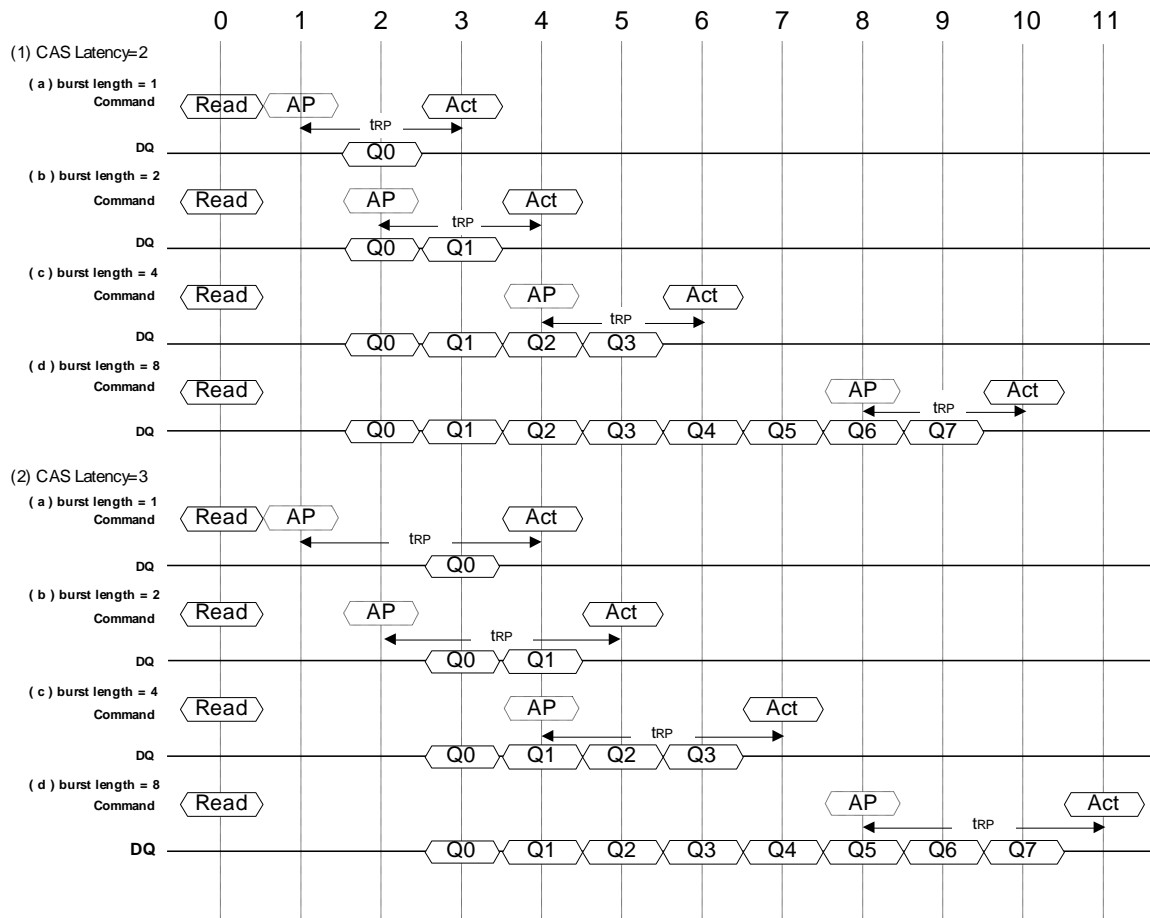 0 1 2 3 4 5 6 7 8 9 10 11
(1) CAS Latency=2
( a ) burst length = 1
Command Read AP Act
tRP
DQ Q0
( b ) burst length = 2
Command Read AP Act
tRP
DQ Q0 Q1
( c ) burst length = 4
Command Read AP Act
tRP
DQ Q0 Q1 Q2 Q3
( d ) burst length = 8
Command Read AP Act
tRP
DQ Q0 Q1 Q2 Q3 Q4 Q5 Q6 Q7
(2) CAS Latency=3
( a ) burst length = 1
Command Read AP Act
tRP
DQ Q0
( b ) burst length = 2
Command Read AP Act
tRP
DQ Q0 Q1
( c ) burst length = 4
Command Read AP Act
tRP
DQ Q0 Q1 Q2 Q3
( d ) burst length = 8
Command Read AP Act
tRP
DQ Q0 Q1 Q2 Q3 Q4 Q5 Q6 Q7